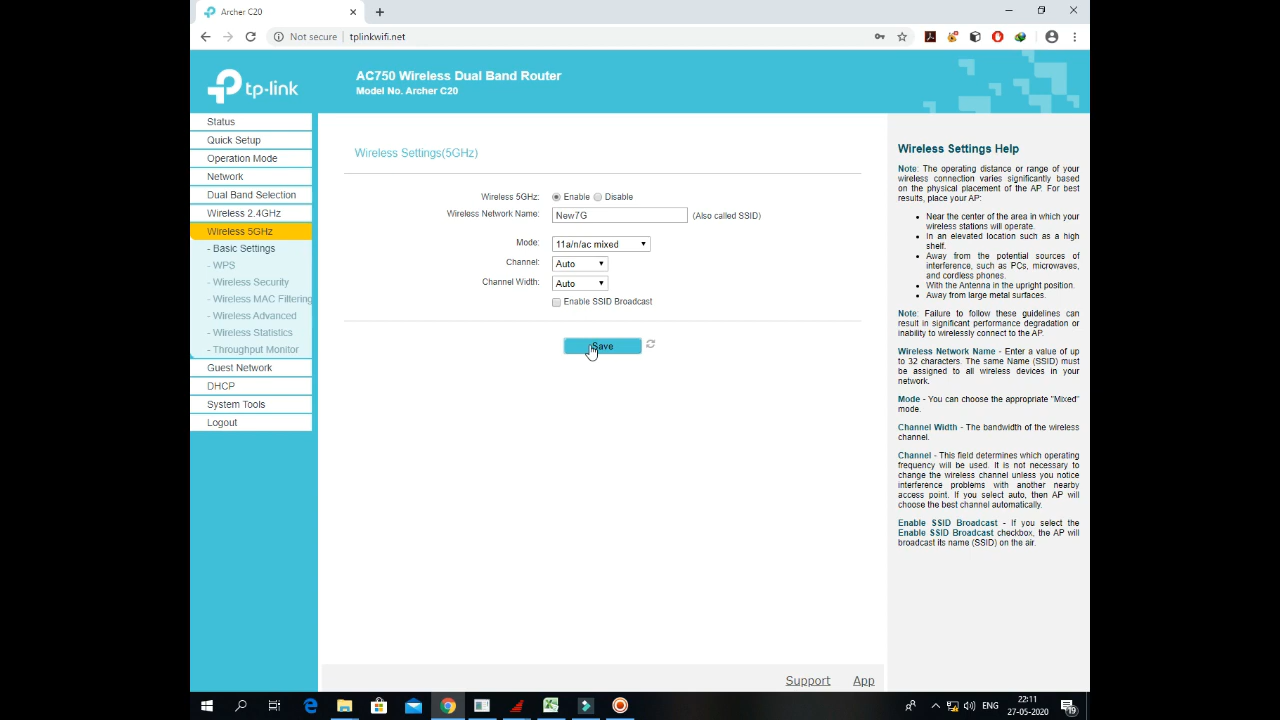 Archer C20
Not secure | tplinkwifi.net
tp-link
AC750 Wireless Dual Band Router
Model No. Archer C20
Status
Quick Setup
Operation Mode
Network
Dual Band Selection
Wireless 2.4GHz
Wireless 5GHz
- Basic Settings
- WPS
- Wireless Security
- Wireless MAC Filtering
- Wireless Advanced
- Wireless Statistics
- Throughput Monitor
Guest Network
DHCP
System Tools
Logout
Wireless Settings(5GHz)
Wireless 5GHz: Enable Disable
Wireless Network Name: New7G (Also called SSID)
Mode: 11a/n/ac mixed
Channel: Auto
Channel Width: Auto
Enable SSID Broadcast
Save
Wireless Settings Help
Note: The operating distance or range of your
wireless connection varies significantly based
on the physical placement of the AP. For best
results, place your AP:
Near the center of the area in which your
wireless stations will operate.
In an elevated location such as a high
shelf.
Away from the potential sources of
interference, such as PCs, microwaves,
and cordless phones.
With the Antenna in the upright position.
Away from large metal surfaces.
Note: Failure to follow these guidelines can
result in significant performance degradation or
inability to wirelessly connect to the AP.
Wireless Network Name - Enter a value of up
to 32 characters. The same Name (SSID) must
be assigned to all wireless devices in your
network.
Mode - You can choose the appropriate "Mixed"
mode.
Channel Width - The bandwidth of the wireless
channel.
Channel - This field determines which operating
frequency will be used. It is not necessary to
change the wireless channel unless you notice
interference problems with another nearby
access point. If you select auto, then AP will
choose the best channel automatically.
Enable SSID Broadcast - If you select the
Enable SSID Broadcast checkbox, the AP will
broadcast its name (SSID) on the air.
Support App
ENG
22:11
27-05-2020
19